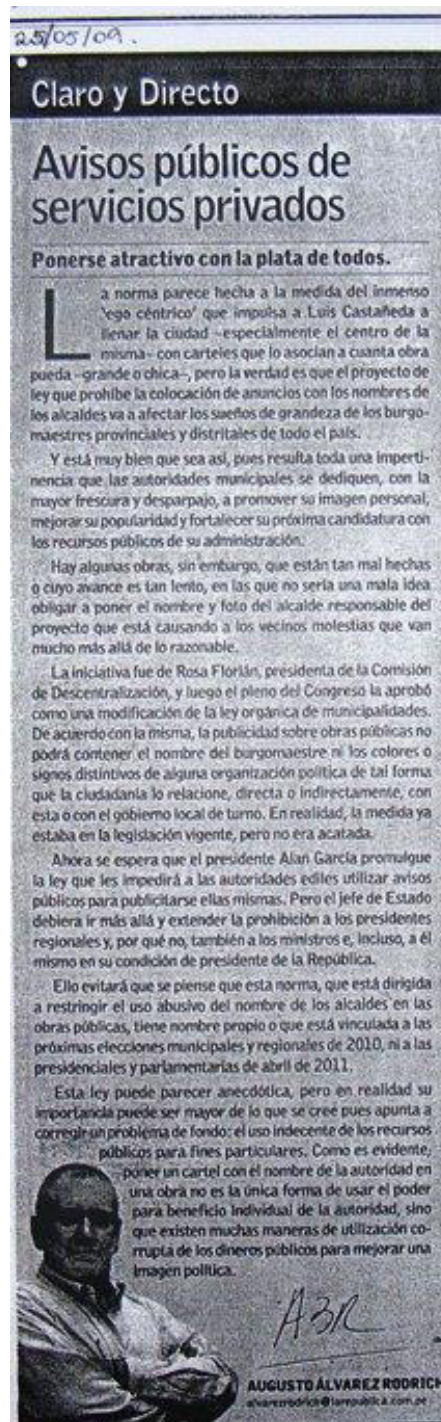 25/05/09.
Claro y Directo
Avisos públicos de
servicios privados
Ponerse atractivo con la plata de todos.
La norma parece hecha a la medida del inmenso
'ego céntrico' que impulsa a Luis Castañeda a
llenar la ciudad –especialmente el centro de la
misma– con carteles que lo asocian a cuanta obra
pueda –grande o chica–, pero la verdad es que el proyecto de
ley que prohíbe la colocación de anuncios con los nombres de
los alcaldes va a afectar los sueños de grandeza de los burgo-
maestres provinciales y distritales de todo el país.
Y está muy bien que sea así, pues resulta toda una imperti-
nencia que las autoridades municipales se dediquen, con la
mayor frescura y desparpajo, a promover su imagen personal,
mejorar su popularidad y fortalecer su próxima candidatura con
los recursos públicos de su administración.
Hay algunas obras, sin embargo, que están tan mal hechas
o cuyo avance es tan lento, en las que no sería una mala idea
obligar a poner el nombre y foto del alcalde responsable del
proyecto que está causando a los vecinos molestias que van
mucho más allá de lo razonable.
La iniciativa fue de Rosa Florián, presidenta de la Comisión
de Descentralización, y luego el pleno del Congreso la aprobó
como una modificación de la ley orgánica de municipalidades.
De acuerdo con la misma, la publicidad sobre obras públicas no
podrá contener el nombre del burgomaestre ni los colores o
signos distintivos de alguna organización política de tal forma
que la ciudadanía lo relacione, directa o indirectamente, con
esta o con el gobierno local de turno. En realidad, la medida ya
estaba en la legislación vigente, pero no era acatada.
Ahora se espera que el presidente Alan García promulgue
la ley que les impedirá a las autoridades ediles utilizar avisos
públicos para publicitarse ellas mismas. Pero el jefe de Estado
debiera ir más allá y extender la prohibición a los presidentes
regionales y, por qué no, también a los ministros e, incluso, a él
mismo en su condición de presidente de la República.
Ello evitará que se piense que esta norma, que está dirigida
a restringir el uso abusivo del nombre de los alcaldes en las
obras públicas, tiene nombre propio o que está vinculada a las
próximas elecciones municipales y regionales de 2010, ni a las
presidenciales y parlamentarias de abril de 2011.
Esta ley puede parecer anecdótica, pero en realidad su
importancia puede ser mayor de lo que se cree pues apunta a
corregir un problema de fondo: el uso indecente de los recursos
públicos para fines particulares. Como es evidente,
poner un cartel con el nombre de la autoridad en
una obra no es la única forma de usar el poder
para beneficio individual de la autoridad, sino
que existen muchas maneras de utilización co-
rrupta de los dineros públicos para mejorar una
imagen política.
AUGUSTO ÁLVAREZ RODRICH
alvarezrodrich@larepublica.com.pe